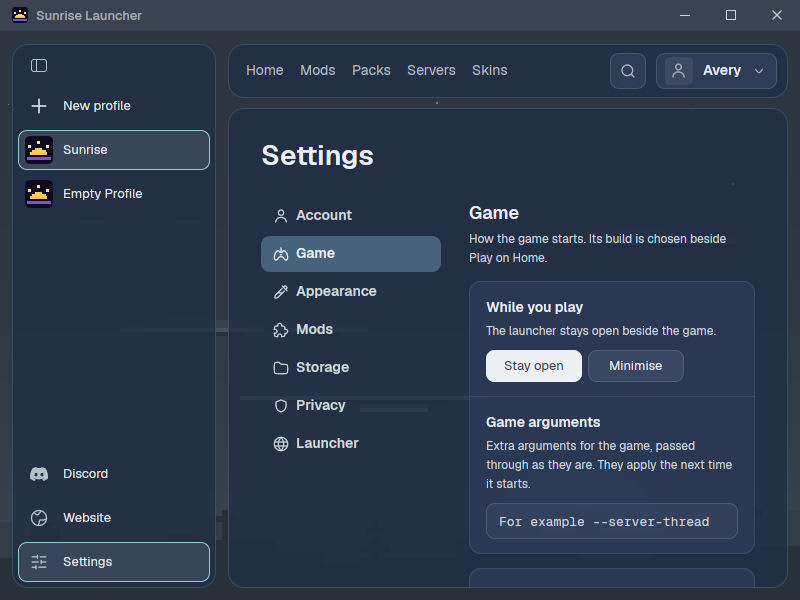 Sunrise Launcher
New profile
Sunrise
Empty Profile
Discord
Website
Settings
Home Mods Packs Servers Skins
Avery
Settings
Account
Game
Appearance
Mods
Storage
Privacy
Launcher
Game
How the game starts. Its build is chosen beside
Play on Home.
While you play
The launcher stays open beside the game.
Stay open Minimise
Game arguments
Extra arguments for the game, passed
through as they are. They apply the next time
it starts.
For example --server-thread